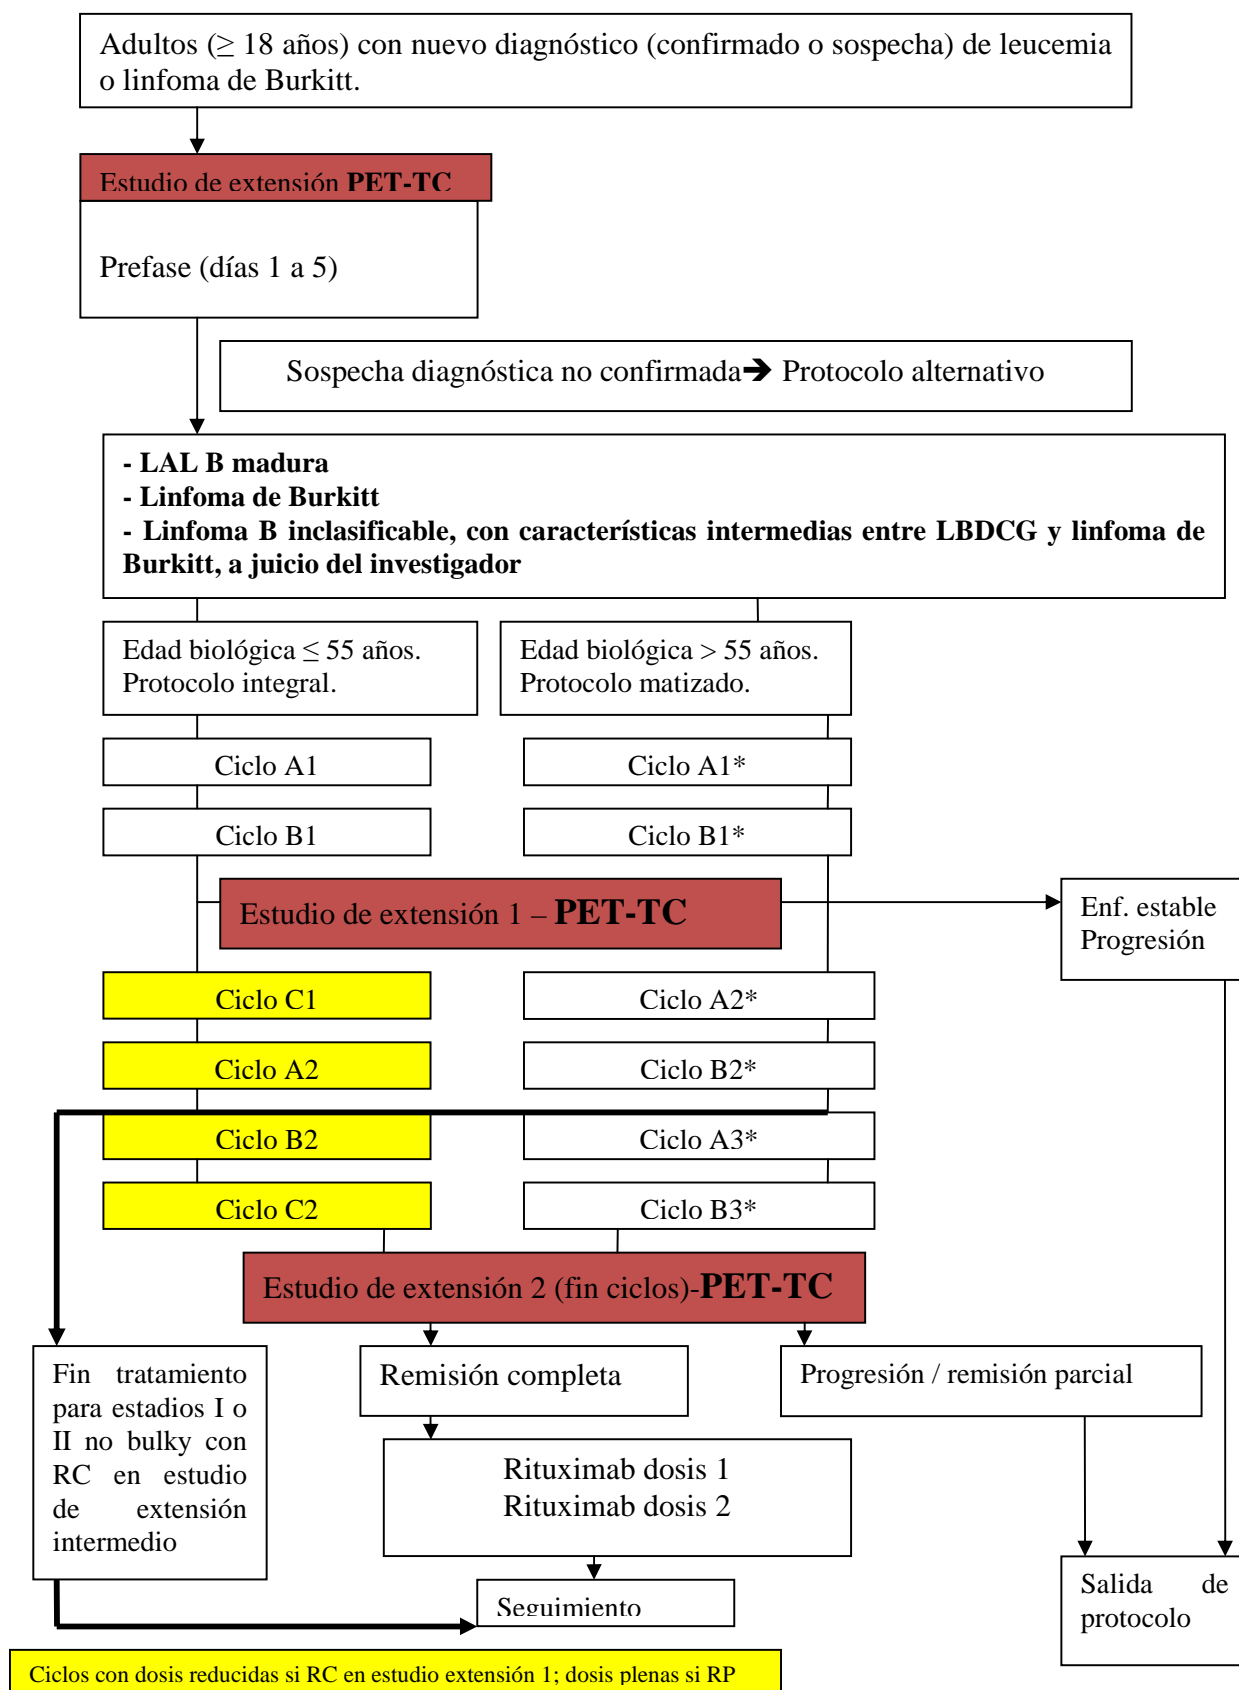 Adultos (≥ 18 años) con nuevo diagnóstico (confirmado o sospecha) de leucemia
o linfoma de Burkitt.
Estudio de extensión PET-TC
Prefase (días 1 a 5)
Sospecha diagnóstica no confirmada➔ Protocolo alternativo
- LAL B madura
- Linfoma de Burkitt
- Linfoma B inclasificable, con características intermedias entre LBDCG y linfoma de
Burkitt, a juicio del investigador
Edad biológica ≤ 55 años.
Protocolo integral.
Edad biológica > 55 años.
Protocolo matizado.
Ciclo A1
Ciclo A1*
Ciclo B1
Ciclo B1*
Estudio de extensión 1 – PET-TC
Enf. estable
Progresión
Ciclo C1
Ciclo A2*
Ciclo A2
Ciclo B2*
Ciclo B2
Ciclo A3*
Ciclo C2
Ciclo B3*
Estudio de extensión 2 (fin ciclos)-PET-TC
Fin tratamiento
para estadios I o
II no bulky con
RC en estudio
de extensión
intermedio
Remisión completa
Progresión / remisión parcial
Rituximab dosis 1
Rituximab dosis 2
Seguimiento
Salida de
protocolo
Ciclos con dosis reducidas si RC en estudio extensión 1; dosis plenas si RP